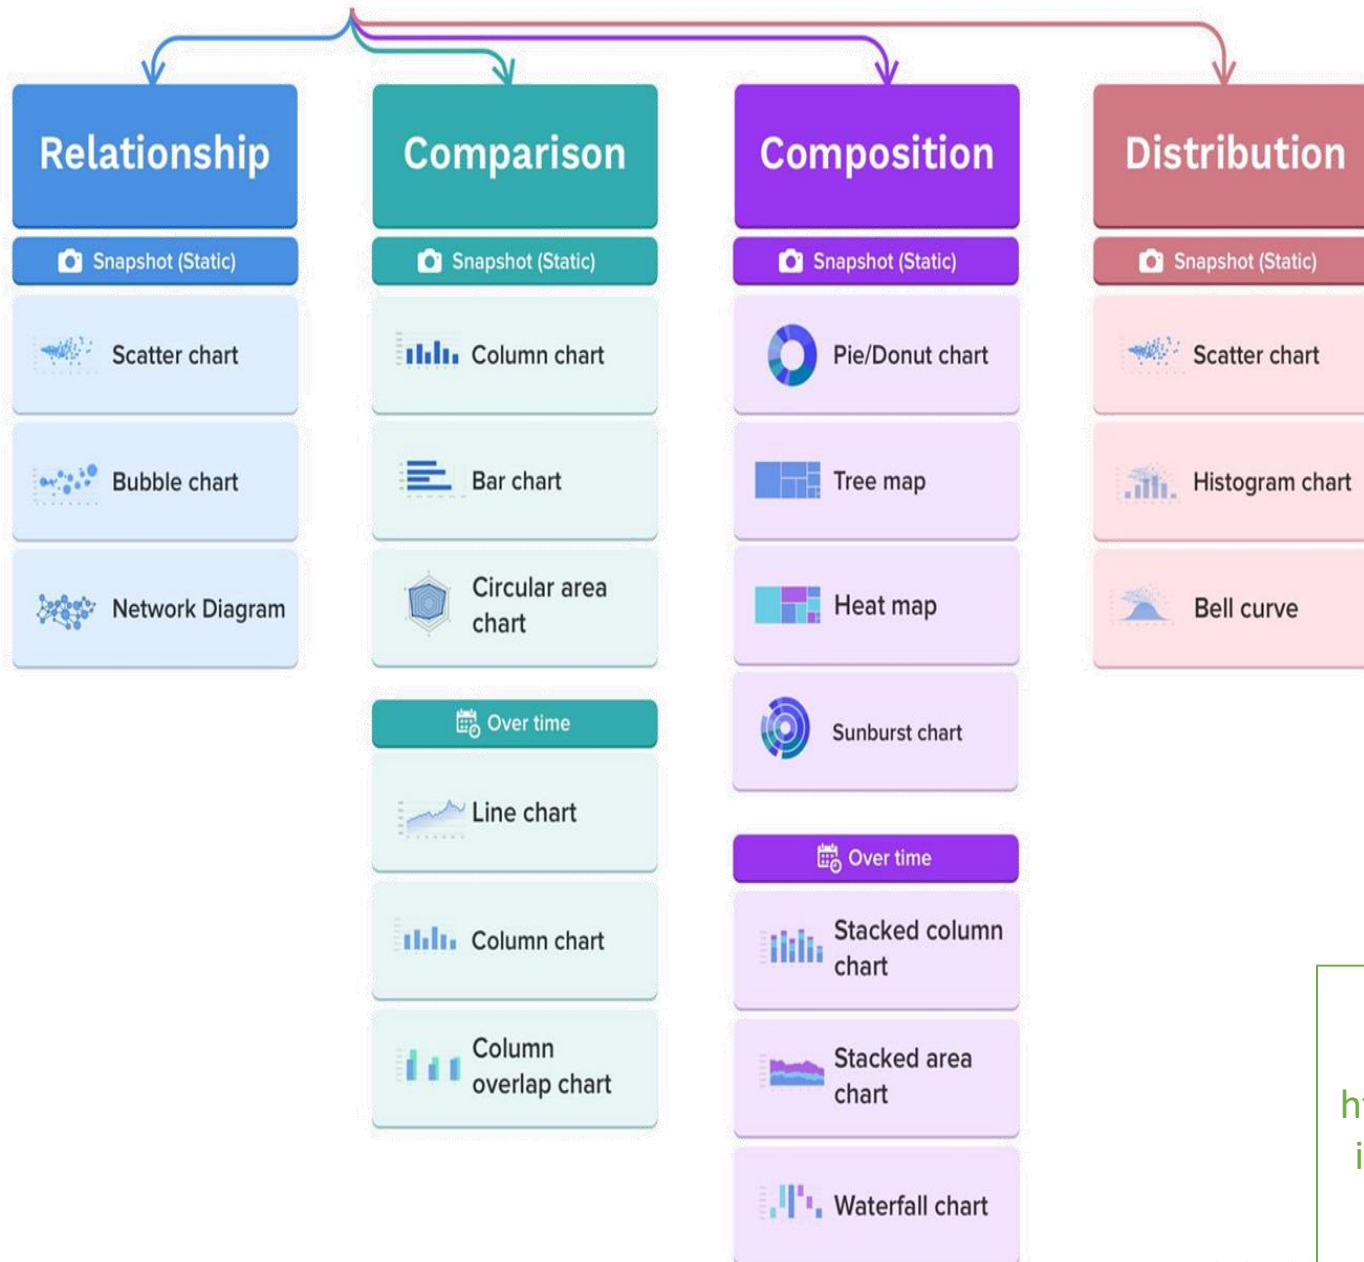 Relationship
Snapshot (Static)
Scatter chart
Bubble chart
Network Diagram
Comparison
Snapshot (Static)
Column chart
Bar chart
Circular area
chart
Over time
Line chart
Column chart
Column
overlap chart
Composition
Snapshot (Static)
Pie/Donut chart
Tree map
Heat map
Sunburst chart
Over time
Stacked column
chart
Stacked area
chart
Waterfall chart
Distribution
Snapshot (Static)
Scatter chart
Histogram chart
Bell curve